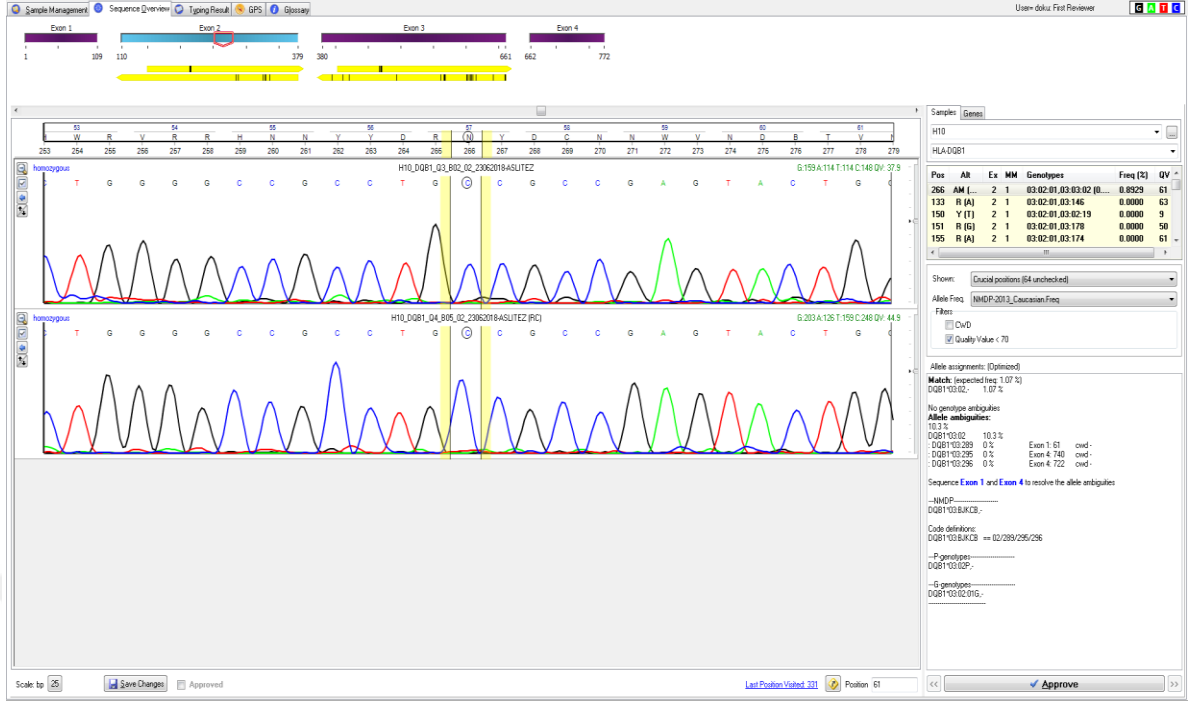 Sample Management Sequence Overview Typing Result GPS Glossary User= doku: First Reviewer G A T C
Exon 1 Exon 2 Exon 3 Exon 4
1 109 110 379 380 661 662 772
53 54 55 56 57 58 59 60 61
W R V R R H N N Y Y D R N Y D C N N W V N D B T V
253 254 255 256 257 258 259 260 261 262 263 264 265 266 267 268 269 270 271 272 273 274 275 276 277 278 279
homozygous H10_DQB1_Q3_B02_02_23062018-ASLITEZ G:159 A:114 T:114 C:148 QV: 37.9
T G G G G C G C C T G C C G C C G A G T A C T G
homozygous H10_DQB1_Q4_B05_02_23062018-ASLITEZ (RC) G:203 A:126 T:159 C:248 QV: 44.9
T G G G G C G C C T G C C G C C G A G T A C T G
Scale: bp 25 Save Changes Approved Last Position Visited: 331 Position 61
Samples Genes
H10 ...
HLA-DQB1
Pos Alt Ex MM Genotypes Freq (%) QV
266 AM (... 2 1 03:02:01,03:03:02 (0.... 0.8929 61
133 R (A) 2 1 03:02:01,03:146 0.0000 63
150 Y (T) 2 1 03:02:01,03:02:19 0.0000 9
151 R (G) 2 1 03:02:01,03:178 0.0000 50
155 R (A) 2 1 03:02:01,03:174 0.0000 61
Shown: Crucial positions (64 unchecked)
Allele Freq. NMDP-2013_Caucasian.Freq
Filters
CWD
Quality Value < 70
Allele assignments: (Optimized)
Match: (expected freq: 1.07 %)
DQB1*03:02,- 1.07 %
No genotype ambiguities
Allele ambiguities:
10.3 %
DQB1*03:02 10.3 %
: DQB1*03:289 0 % Exon 1: 61 cwd -
: DQB1*03:295 0 % Exon 4: 740 cwd -
: DQB1*03:296 0 % Exon 4: 722 cwd -
Sequence Exon 1 and Exon 4 to resolve the allele ambiguities
--NMDP---------------------
DQB1*03:BJKCB,-
Code definitions:
DQB1*03:BJKCB == 02/289/295/296
--P-genotypes---------------------
DQB1*03:02P,-
--G-genotypes---------------------
DQB1*03:02:01G,-
---------------------------
<< Approve >>